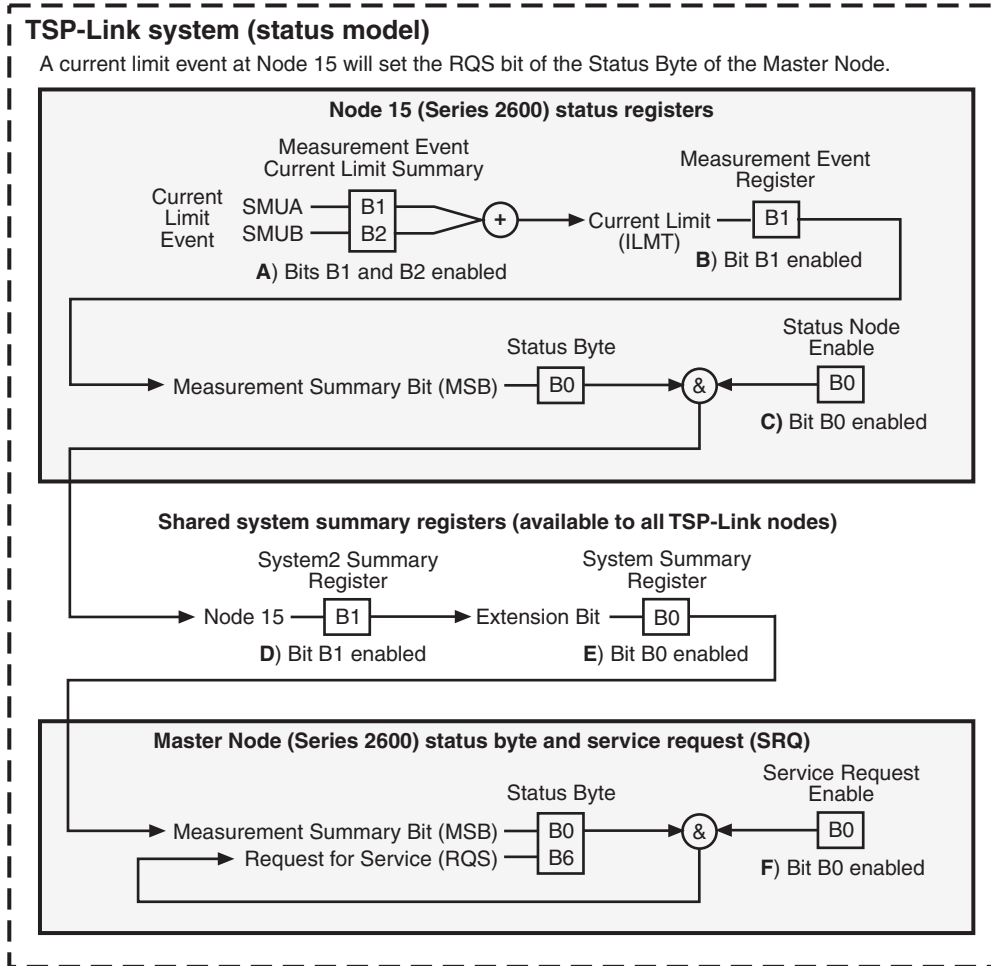 TSP-Link system (status model)
A current limit event at Node 15 will set the RQS bit of the Status Byte of the Master Node.
Node 15 (Series 2600) status registers
Measurement Event
Current Limit Summary
Current
Limit
Event
SMUA
B1
SMUB
B2
+
A) Bits B1 and B2 enabled
Measurement Event
Register
Current Limit
(ILMT)
B1
B) Bit B1 enabled
Status Byte
Measurement Summary Bit (MSB)
B0
&
Status Node
Enable
B0
C) Bit B0 enabled
Shared system summary registers (available to all TSP-Link nodes)
System2 Summary
Register
Node 15
B1
D) Bit B1 enabled
System Summary
Register
Extension Bit
B0
E) Bit B0 enabled
Master Node (Series 2600) status byte and service request (SRQ)
Status Byte
Measurement Summary Bit (MSB)
B0
Request for Service (RQS)
B6
&
Service Request
Enable
B0
F) Bit B0 enabled